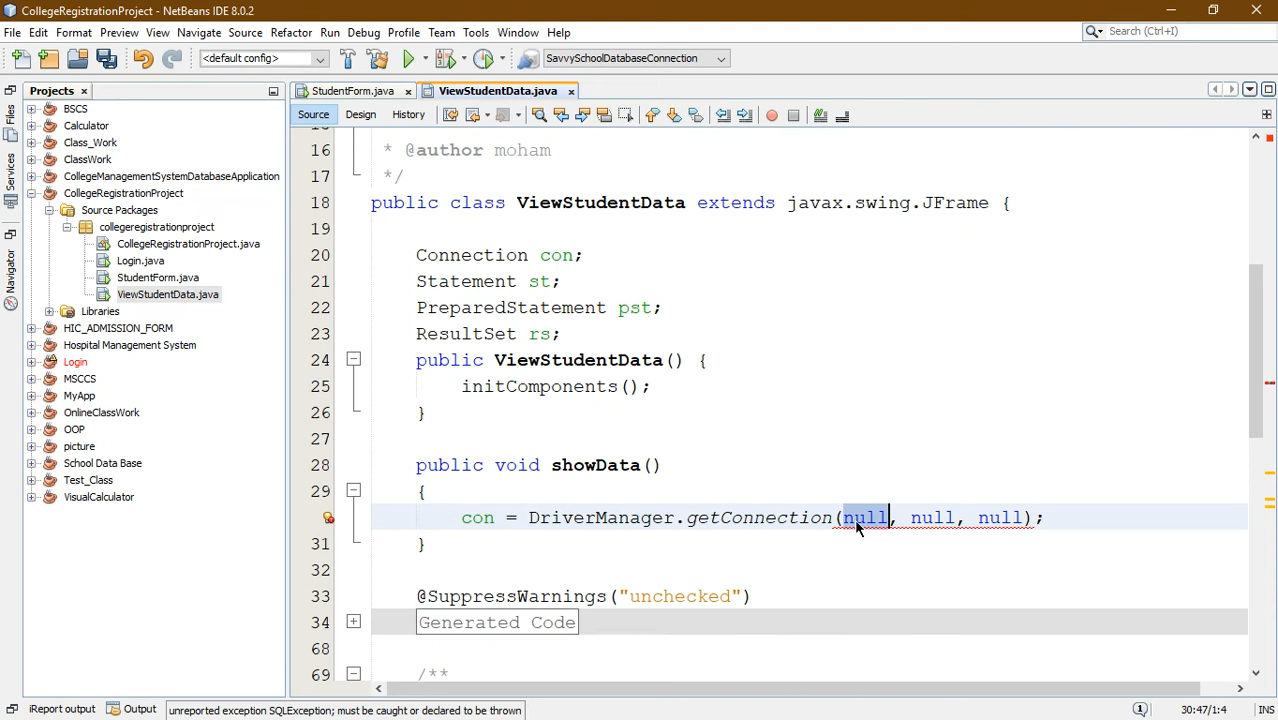 CollegeRegistrationProject - NetBeans IDE 8.0.2
File Edit Format Preview View Navigate Source Refactor Run Debug Profile Team Tools Window Help
Search (Ctrl+I)
<default config>
SavvySchoolDatabaseConnection
Projects
StudentForm.java
ViewStudentData.java
Source Design History
Files
Services
Navigator
BSCS
Calculator
Class_Work
ClassWork
CollegeManagementSystemDatabaseApplication
CollegeRegistrationProject
Source Packages
collegeregistrationproject
CollegeRegistrationProject.java
Login.java
StudentForm.java
ViewStudentData.java
Libraries
HIC_ADMISSION_FORM
Hospital Management System
Login
MSCCS
MyApp
OnlineClassWork
OOP
picture
School Data Base
Test_Class
VisualCalculator
16 * @author moham
17 */
18 public class ViewStudentData extends javax.swing.JFrame {
19
20 Connection con;
21 Statement st;
22 PreparedStatement pst;
23 ResultSet rs;
24 public ViewStudentData() {
25 initComponents();
26 }
27
28 public void showData()
29 {
con = DriverManager.getConnection(null, null, null);
31 }
32
33 @SuppressWarnings("unchecked")
34 Generated Code
68
69 /**
iReport output
Output
unreported exception SQLException; must be caught or declared to be thrown
30:47/1:4
INS